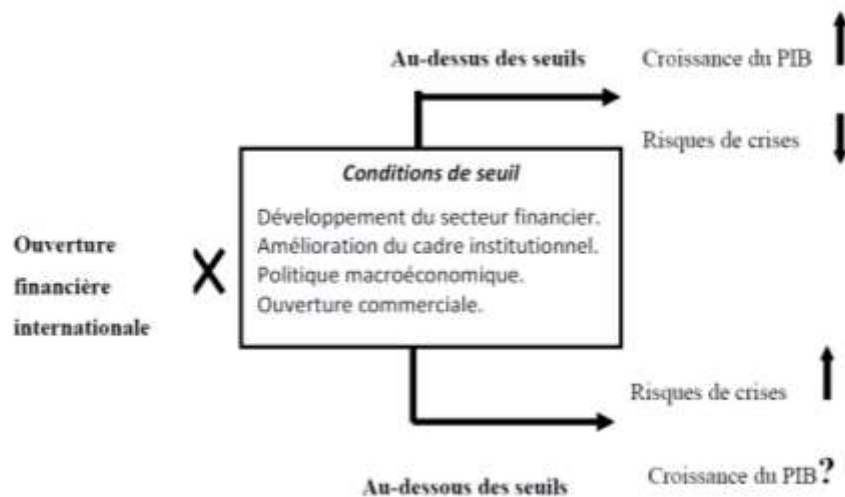 Au-dessus des seuils
Croissance du PIB
Risques de crises
Conditions de seuil
Développement du secteur financier.
Amélioration du cadre institutionnel.
Politique macroéconomique.
Ouverture commerciale.
Ouverture
financière
internationale
X
Risques de crises
Croissance du PIB ?
Au-dessous des seuils